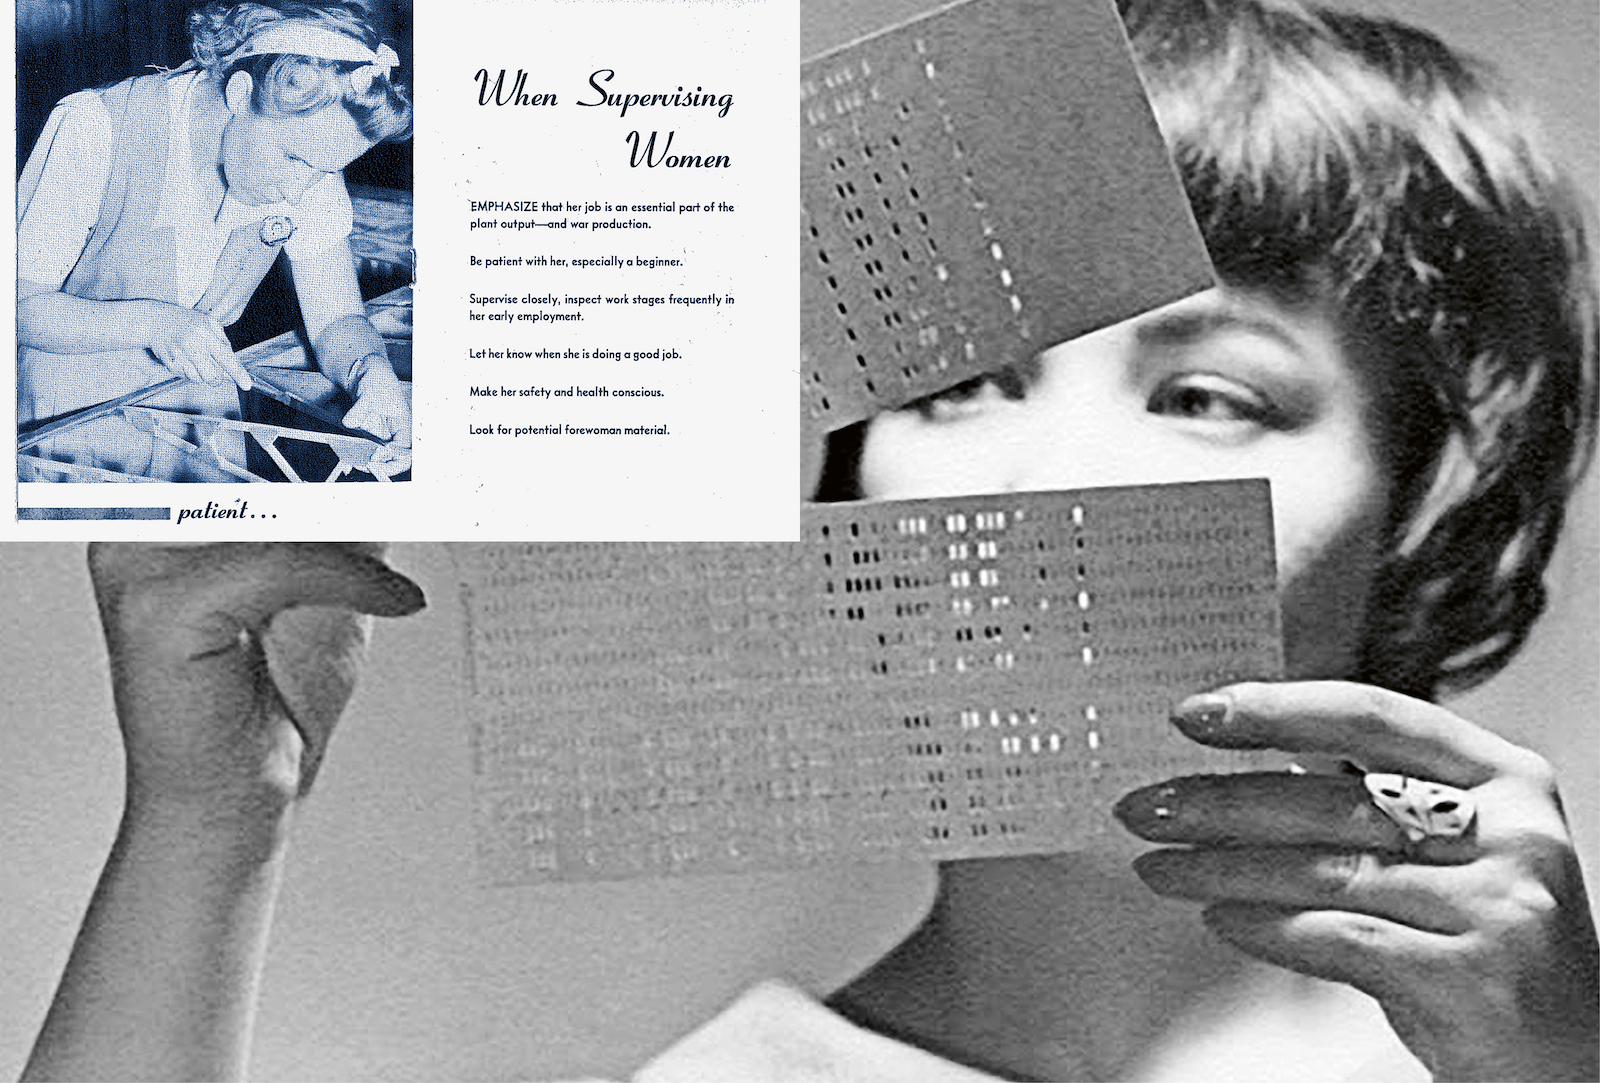 When Supervising
Women
EMPHASIZE that her job is an essential part of the
plant output—and war production.
Be patient with her, especially a beginner.
Supervise closely, inspect work stages frequently in
her early employment.
Let her know when she is doing a good job.
Make her safety and health conscious.
Look for potential forewoman material.
patient...